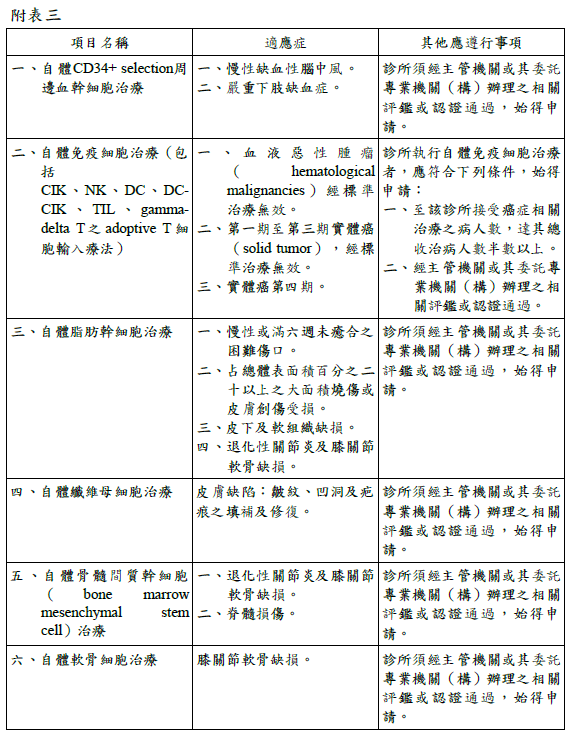 附表三
項目名稱
適應症
其他應遵行事項
一、自體CD34+ selection周
邊血幹細胞治療
一、慢性缺血性腦中風。
二、嚴重下肢缺血症。
診所須經主管機關或其委託
專業機關（構）辦理之相關
評鑑或認證通過，始得申
請。
二、自體免疫細胞治療（包
括
CIK、NK、DC、DC-
CIK、TIL、gamma-
delta T之 adoptive T 細
胞輸入療法）
一、血液惡性腫瘤
（ hematological
malignancies）經標準
治療無效。
二、第一期至第三期實體癌
（solid tumor），經標
準治療無效。
三、實體癌第四期。
診所執行自體免疫細胞治療
者，應符合下列條件，始得
申請：
一、至該診所接受癌症相關
治療之病人數，達其總
收治病人數半數以上。
二、經主管機關或其委託專
業機關（構）辦理之相
關評鑑或認證通過。
三、自體脂肪幹細胞治療
一、慢性或滿六週未癒合之
困難傷口。
二、占總體表面積百分之二
十以上之大面積燒傷或
皮膚創傷受損。
三、皮下及軟組織缺損。
四、退化性關節炎及膝關節
軟骨缺損。
診所須經主管機關或其委託
專業機關（構）辦理之相關
評鑑或認證通過，始得申
請。
四、自體纖維母細胞治療
皮膚缺陷：皺紋、凹洞及疤
痕之填補及修復。
診所須經主管機關或其委託
專業機關（構）辦理之相關
評鑑或認證通過，始得申
請。
五、自體骨髓間質幹細胞
（ bone marrow
mesenchymal stem
cell）治療
一、退化性關節炎及膝關節
軟骨缺損。
二、脊髓損傷。
診所須經主管機關或其委託
專業機關（構）辦理之相關
評鑑或認證通過，始得申
請。
六、自體軟骨細胞治療
膝關節軟骨缺損。
診所須經主管機關或其委託
專業機關（構）辦理之相關
評鑑或認證通過，始得申
請。